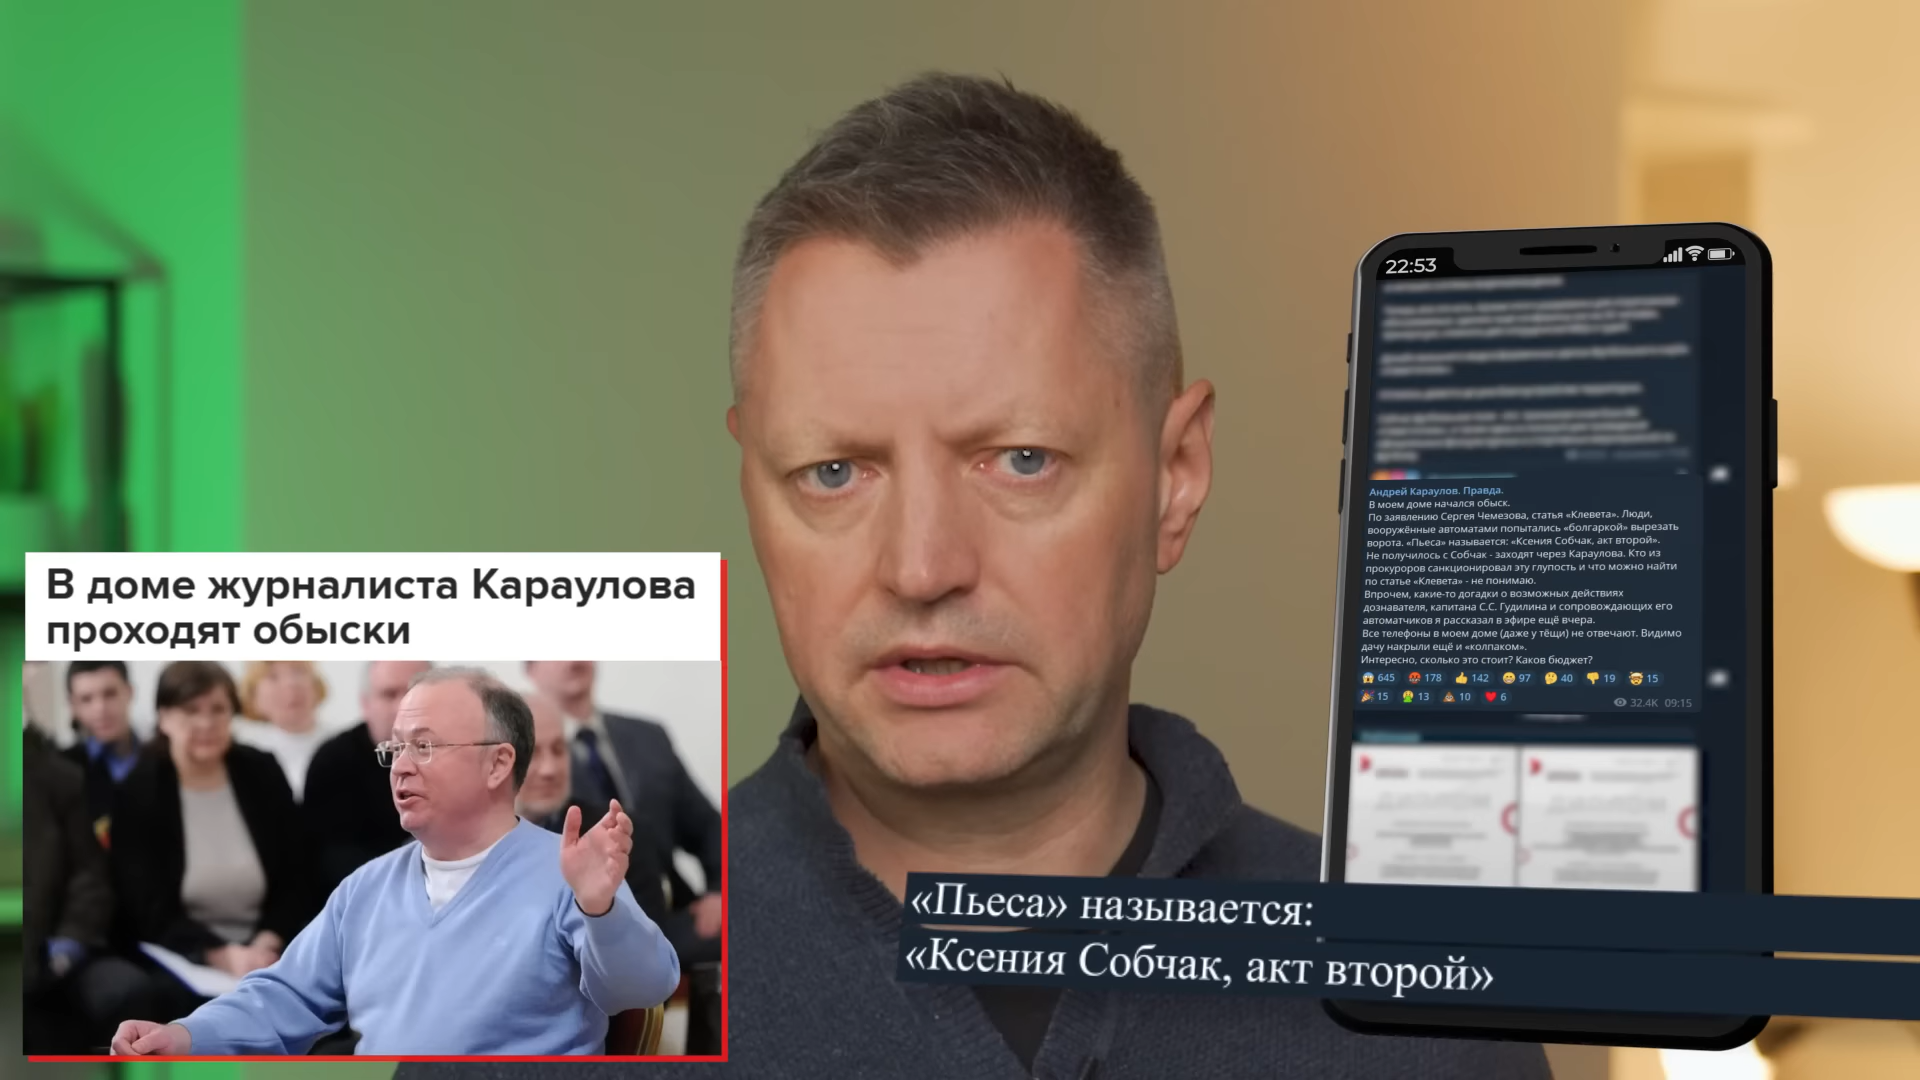 В доме журналиста Караулова
проходят обыски
22:53
Андрей Караулов. Правда.
В моем доме начался обыск.
По заявлению Сергея Чемезова, статья «Клевета». Люди,
вооружённые автоматами попытались «болгаркой» вырезать
ворота. «Пьеса» называется: «Ксения Собчак, акт второй».
Не получилось с Собчак - заходят через Караулова. Кто из
прокуроров санкционировал эту глупость и что можно найти
по статье «Клевета» - не понимаю.
Впрочем, какие-то догадки о возможных действиях
дознавателя, капитана С.С. Гудилина и сопровождающих его
автоматчиков я рассказал в эфире ещё вчера.
Все телефоны в моем доме (даже у тёщи) не отвечают. Видимо
дачу накрыли ещё и «колпаком».
Интересно, сколько это стоит? Каков бюджет?
645 178 142 97 40 19 15
15 13 10 6
32.4K 09:15
«Пьеса» называется:
«Ксения Собчак, акт второй»